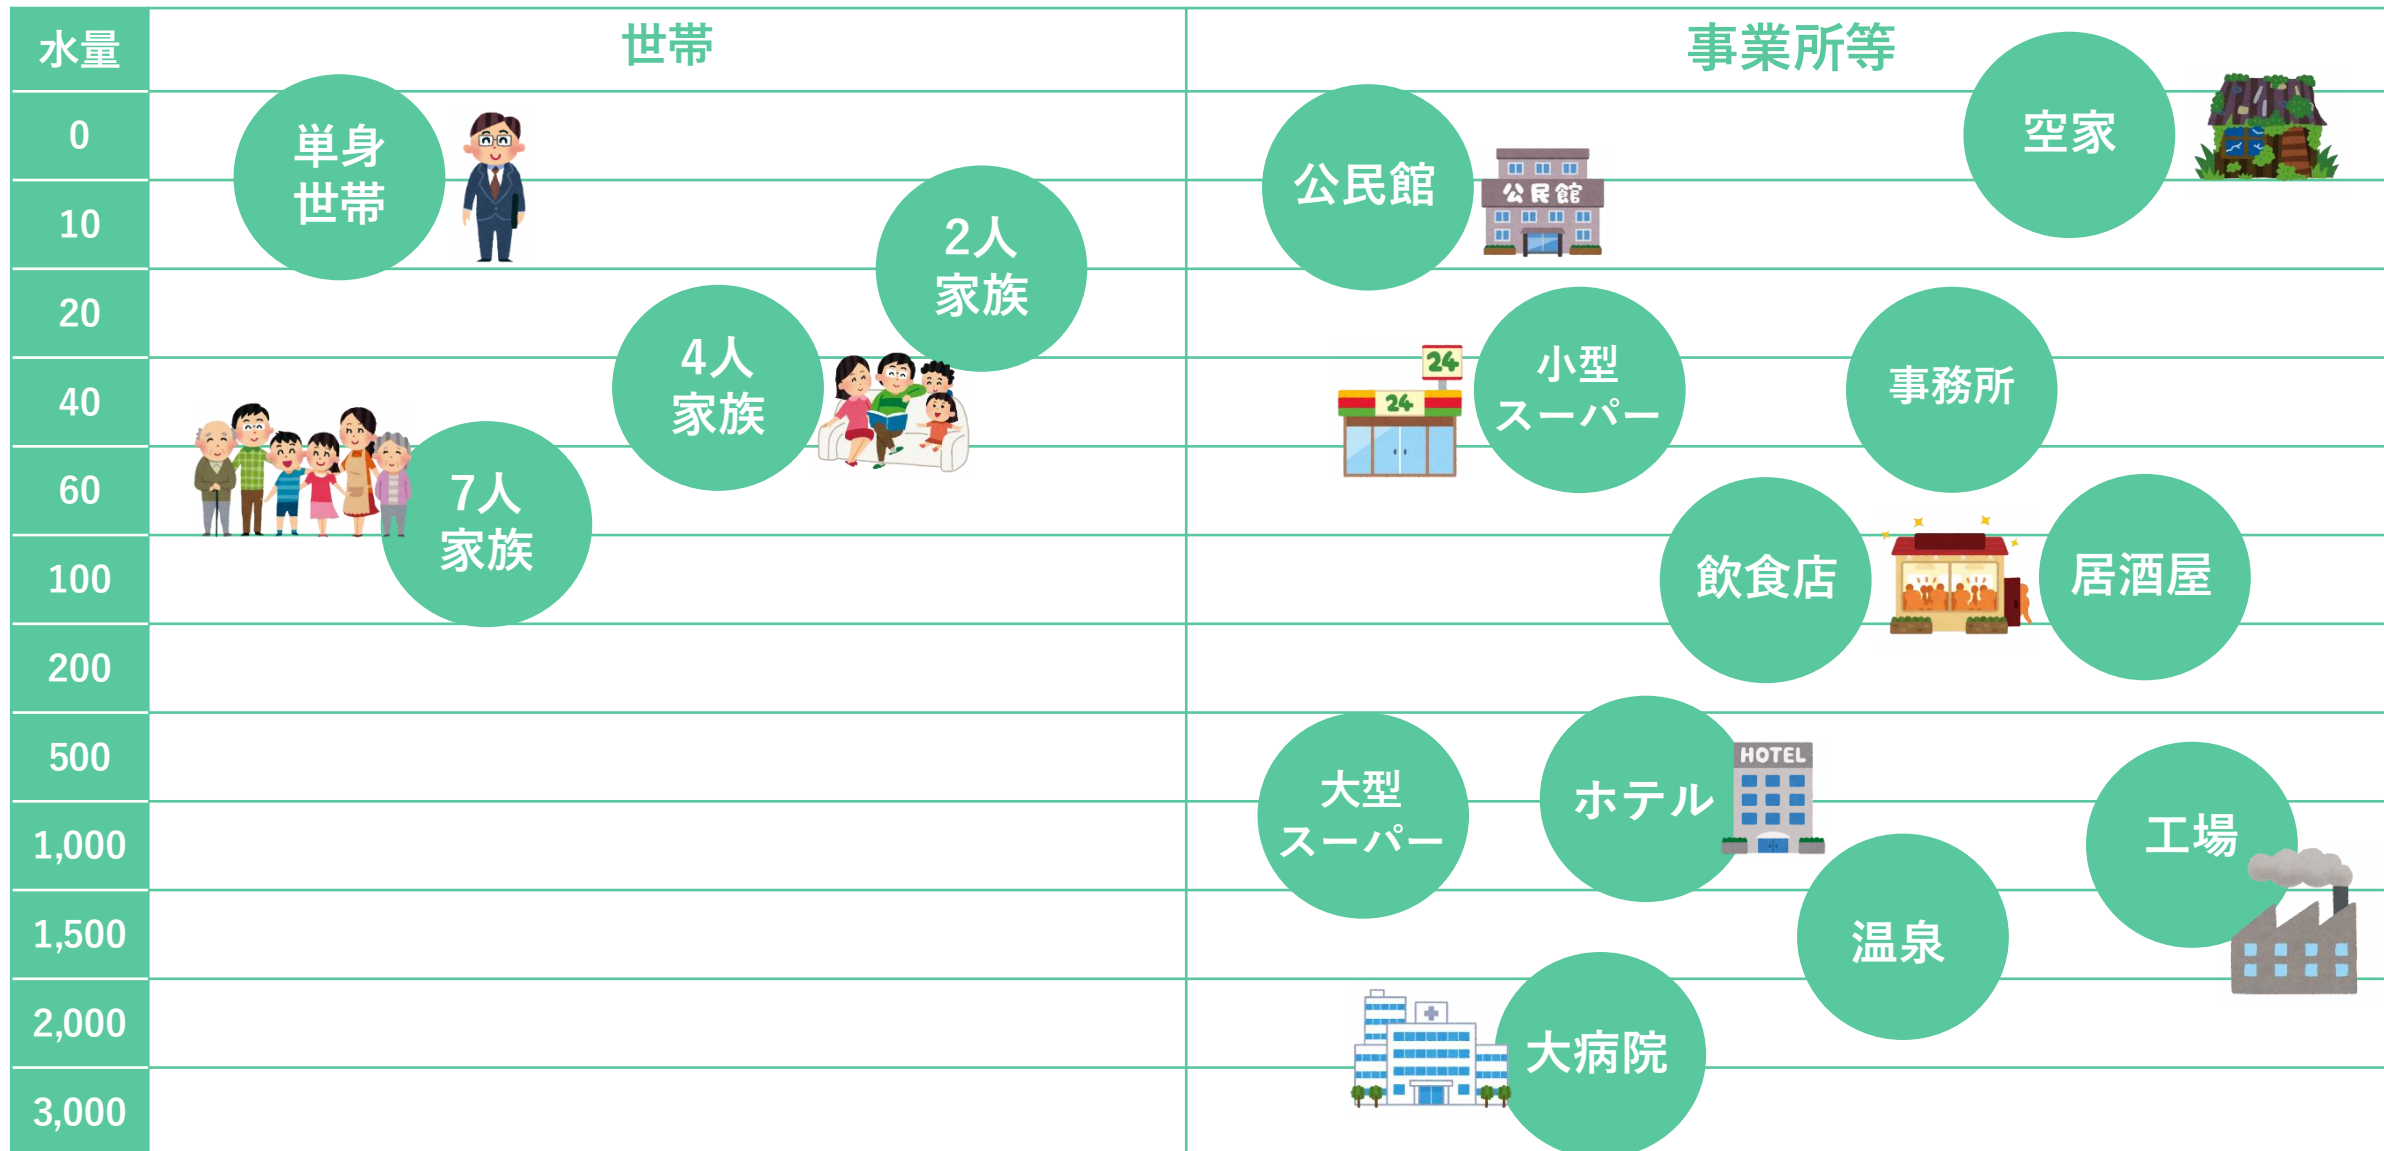 水量
世帯
事業所等
0
10
20
40
60
100
200
500
1,000
1,500
2,000
3,000
単身
世帯
2人
家族
4人
家族
7人
家族
公民館
公民館
空家
24
24
小型
スーパー
事務所
飲食店
居酒屋
大型
スーパー
ホテル
HOTEL
工場
温泉
大病院